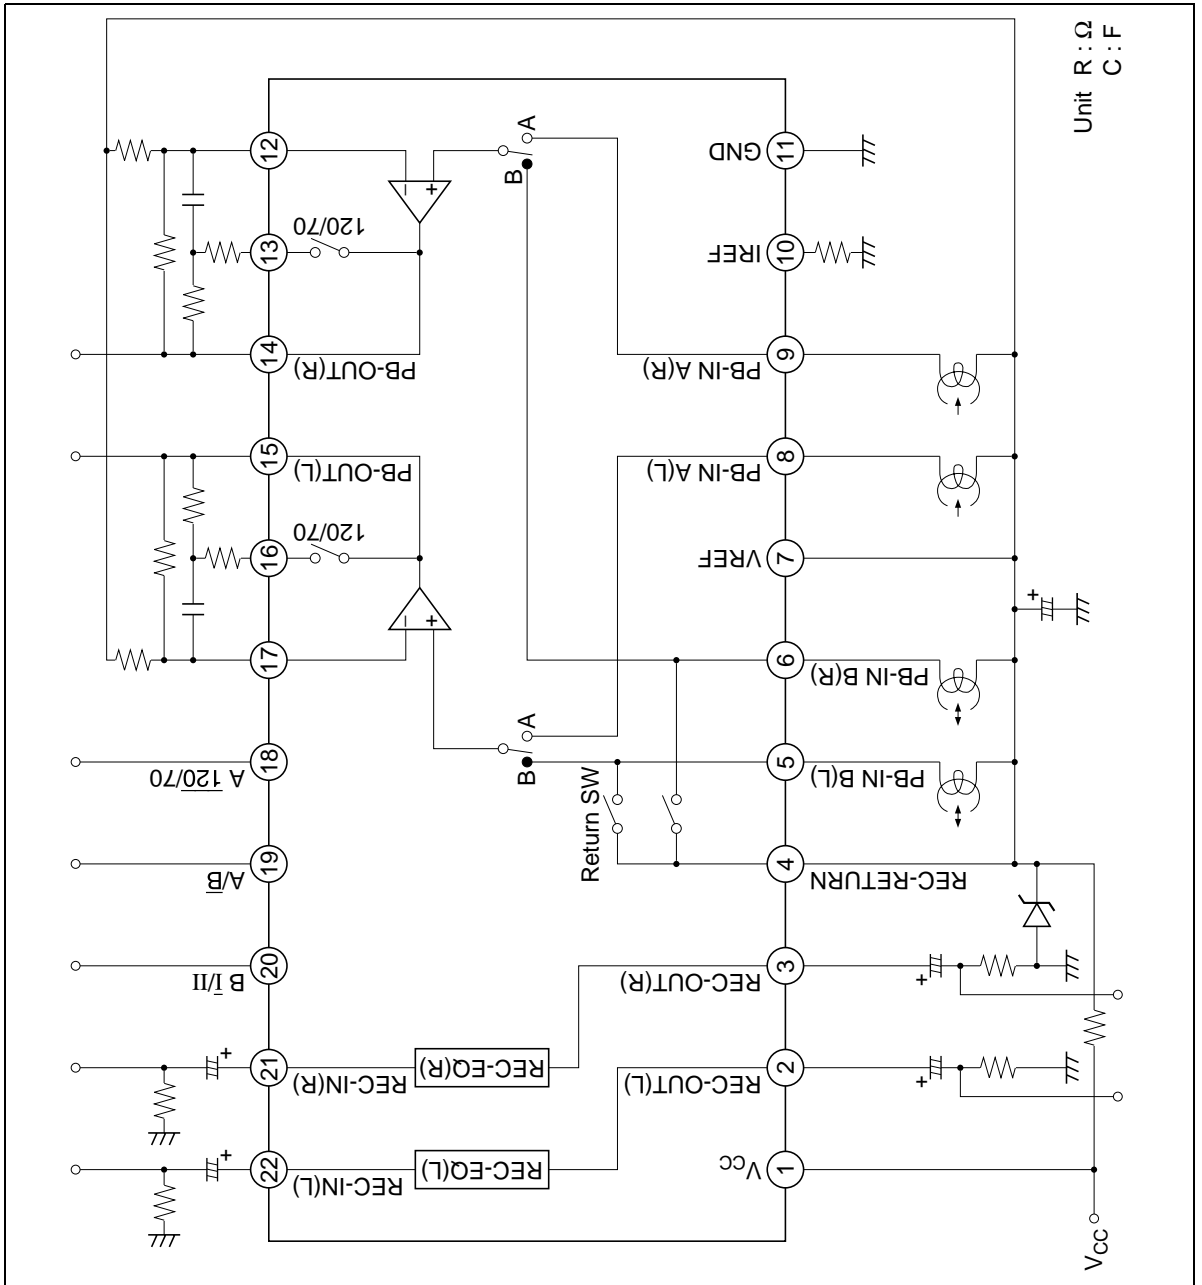 Unit R : Ω
C : F
12
120/70
13
14
PB-OUT(R)
A
B
GND
11
IREF
10
PB-IN A(R)
9
15
PB-OUT(L)
120/70
16
17
PB-IN A(L)
8
VREF
7
PB-IN B(R)
6
18
A 120/70
A
B
Return SW
PB-IN B(L)
5
19
A/B̅
REC-RETURN
4
20
B I̅/II
REC-OUT(R)
3
21
REC-IN(R)
REC-EQ(R)
REC-OUT(L)
2
22
REC-IN(L)
REC-EQ(L)
VCC
1
VCC
+
−
+
−
+
+
+
+
+